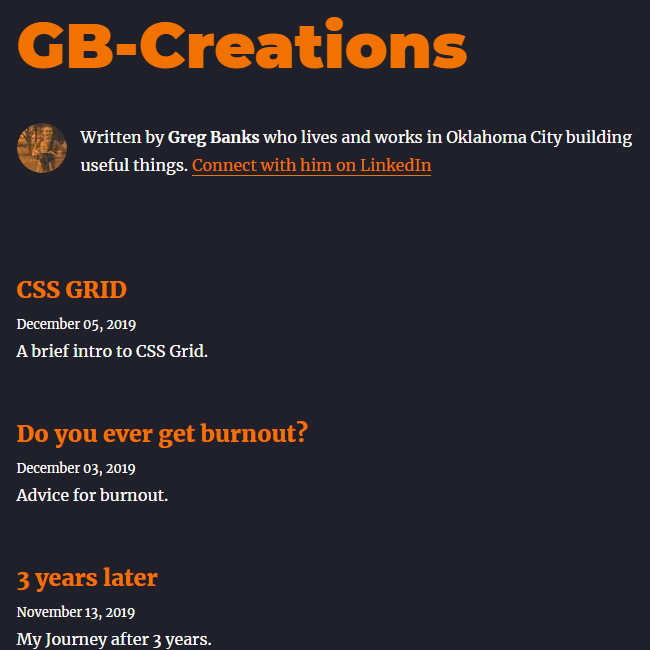 GB-Creations
Written by Greg Banks who lives and works in Oklahoma City building
useful things. Connect with him on LinkedIn
CSS GRID
December 05, 2019
A brief intro to CSS Grid.
Do you ever get burnout?
December 03, 2019
Advice for burnout.
3 years later
November 13, 2019
My Journey after 3 years.